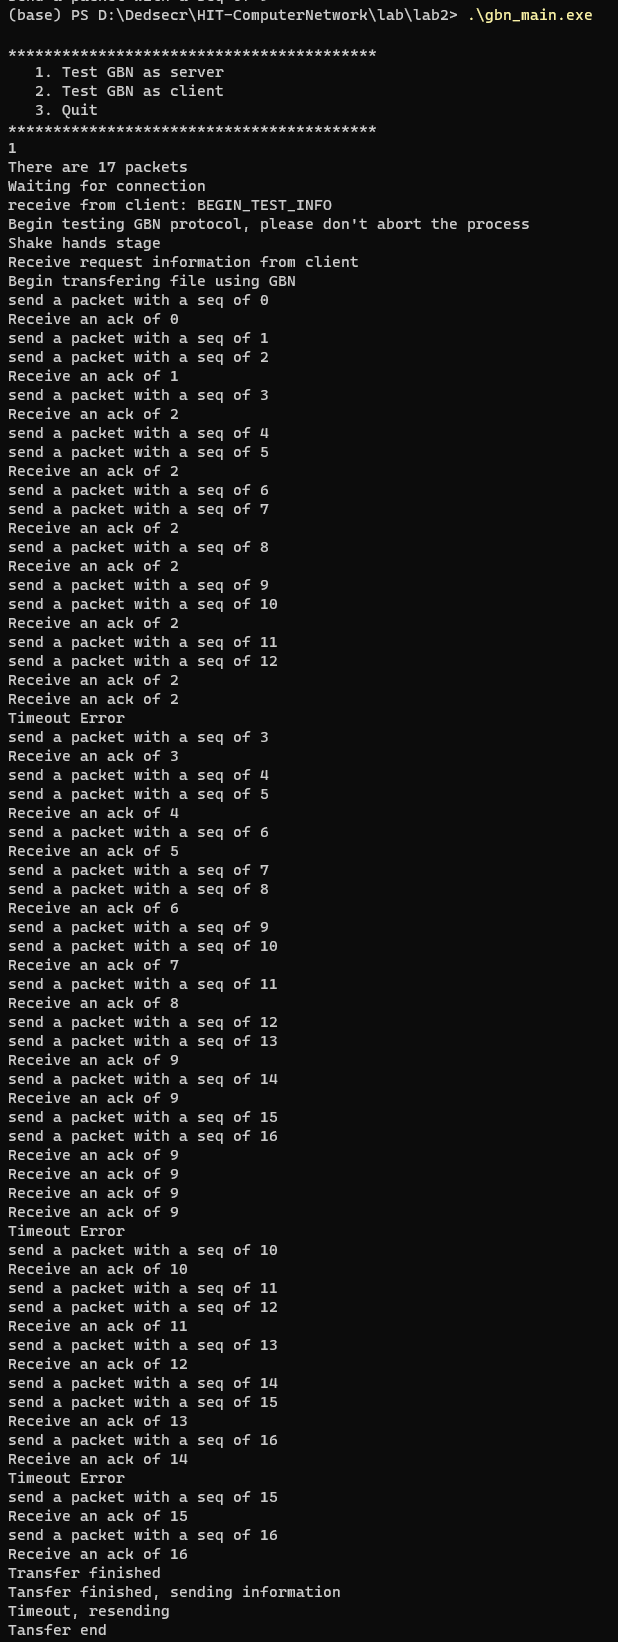 (base) PS D:\Dedsecr\HIT-ComputerNetwork\lab\lab2> .\gbn_main.exe
*****************************************
1. Test GBN as server
2. Test GBN as client
3. Quit
*****************************************
1
There are 17 packets
Waiting for connection
receive from client: BEGIN_TEST_INFO
Begin testing GBN protocol, please don't abort the process
Shake hands stage
Receive request information from client
Begin transfering file using GBN
send a packet with a seq of 0
Receive an ack of 0
send a packet with a seq of 1
send a packet with a seq of 2
Receive an ack of 1
send a packet with a seq of 3
Receive an ack of 2
send a packet with a seq of 4
send a packet with a seq of 5
Receive an ack of 2
send a packet with a seq of 6
send a packet with a seq of 7
Receive an ack of 2
send a packet with a seq of 8
Receive an ack of 2
send a packet with a seq of 9
send a packet with a seq of 10
Receive an ack of 2
send a packet with a seq of 11
send a packet with a seq of 12
Receive an ack of 2
Receive an ack of 2
Timeout Error
send a packet with a seq of 3
Receive an ack of 3
send a packet with a seq of 4
send a packet with a seq of 5
Receive an ack of 4
send a packet with a seq of 6
Receive an ack of 5
send a packet with a seq of 7
send a packet with a seq of 8
Receive an ack of 6
send a packet with a seq of 9
send a packet with a seq of 10
Receive an ack of 7
send a packet with a seq of 11
Receive an ack of 8
send a packet with a seq of 12
send a packet with a seq of 13
Receive an ack of 9
send a packet with a seq of 14
Receive an ack of 9
send a packet with a seq of 15
send a packet with a seq of 16
Receive an ack of 9
Receive an ack of 9
Receive an ack of 9
Receive an ack of 9
Timeout Error
send a packet with a seq of 10
Receive an ack of 10
send a packet with a seq of 11
send a packet with a seq of 12
Receive an ack of 11
send a packet with a seq of 13
Receive an ack of 12
send a packet with a seq of 14
send a packet with a seq of 15
Receive an ack of 13
send a packet with a seq of 16
Receive an ack of 14
Timeout Error
send a packet with a seq of 15
Receive an ack of 15
send a packet with a seq of 16
Receive an ack of 16
Transfer finished
Tansfer finished, sending information
Timeout, resending
Tansfer end